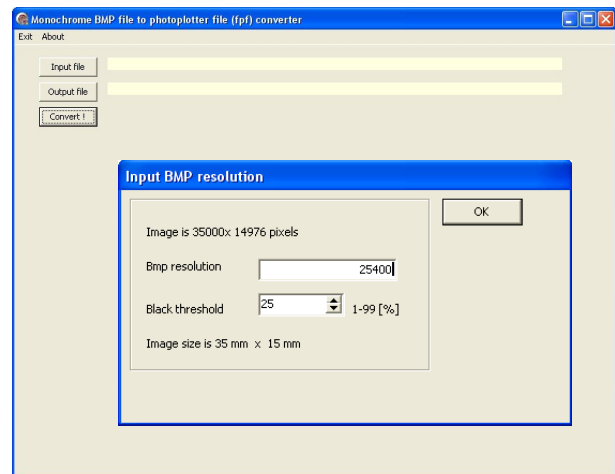 Monochrome BMP file to photoplotter file (fpf) converter
Exit About
Input file
Output file
Convert !
Input BMP resolution
OK
Image is 35000x 14976 pixels
Bmp resolution 25400
Black threshold 25 1-99 [%]
Image size is 35 mm x 15 mm